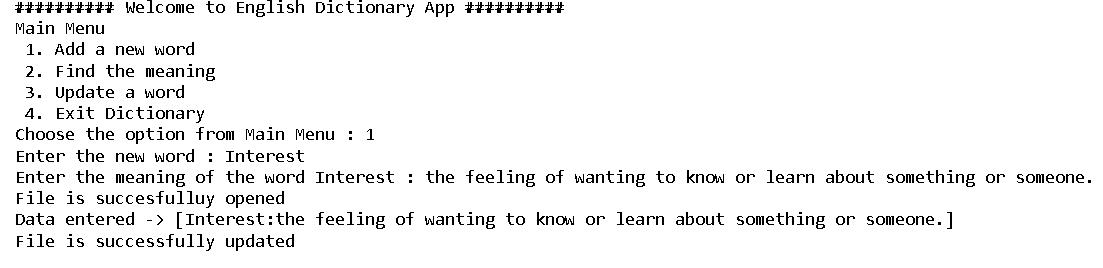 ########## Welcome to English Dictionary App ##########
Main Menu
1. Add a new word
2. Find the meaning
3. Update a word
4. Exit Dictionary
Choose the option from Main Menu : 1
Enter the new word : Interest
Enter the meaning of the word Interest : the feeling of wanting to know or learn about something or someone.
File is succesfulluy opened
Data entered -> [Interest:the feeling of wanting to know or learn about something or someone.]
File is successfully updated